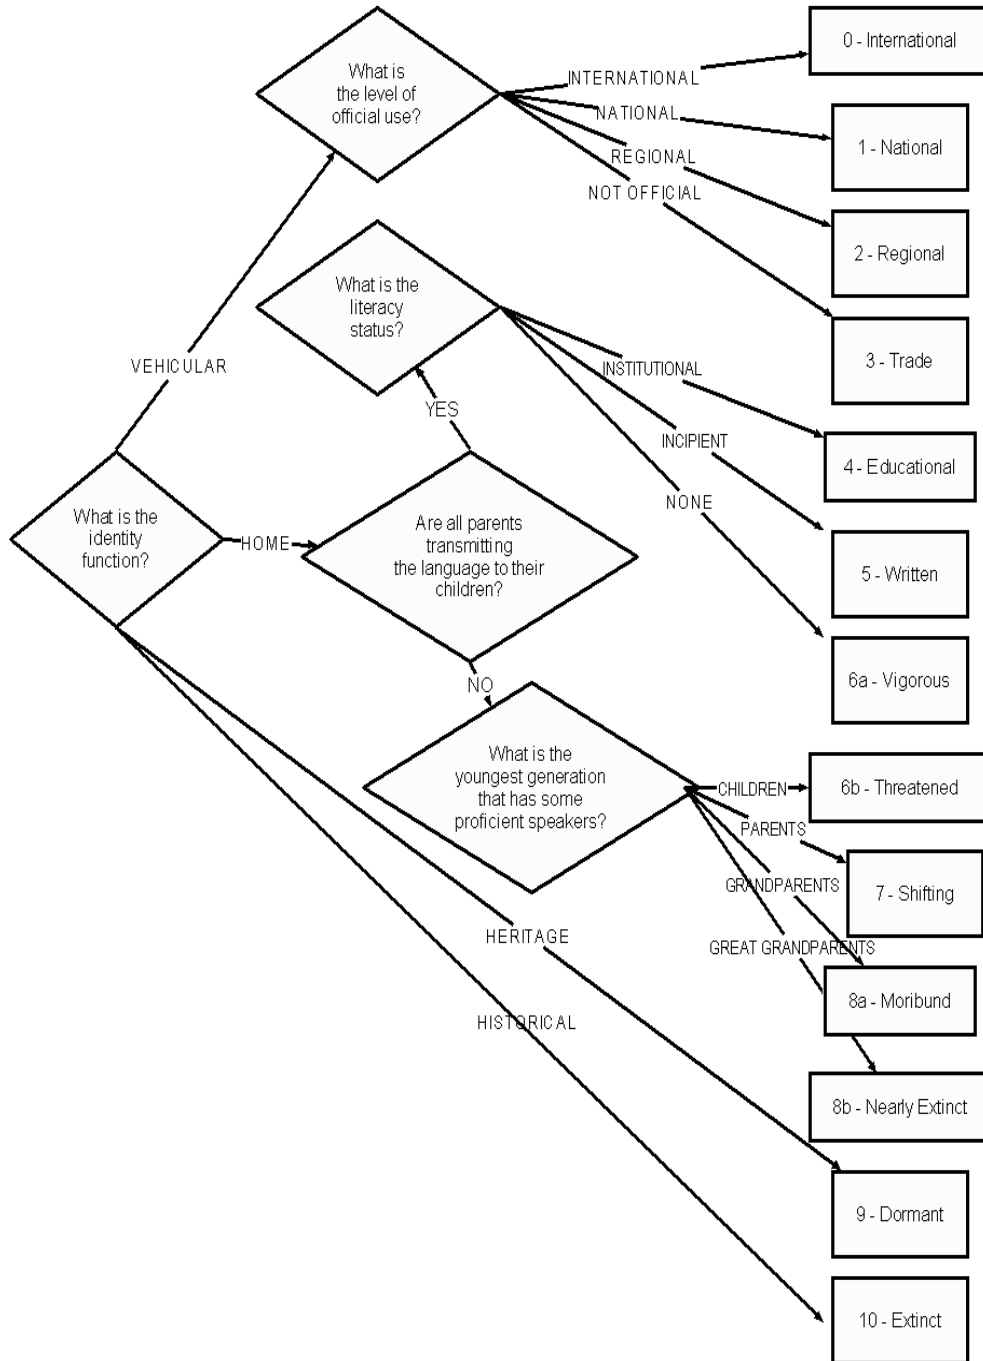 What is
the level of
official use?
INTERNATIONAL
NATIONAL
REGIONAL
NOT OFFICIAL
0 - International
1 - National
2 - Regional
3 - Trade
What is the
literacy
status?
INSTITUTIONAL
INCIPIENT
NONE
4 - Educational
5 - Written
6a - Vigorous
VEHICULAR
YES
What is the
identity
function?
HOME
Are all parents
transmitting
the language to their
children?
NO
What is the
youngest generation
that has some
proficient speakers?
CHILDREN
PARENTS
GRANDPARENTS
GREAT GRANDPARENTS
6b - Threatened
7 - Shifting
8a - Moribund
8b - Nearly Extinct
HERITAGE
HISTORICAL
9 - Dormant
10 - Extinct